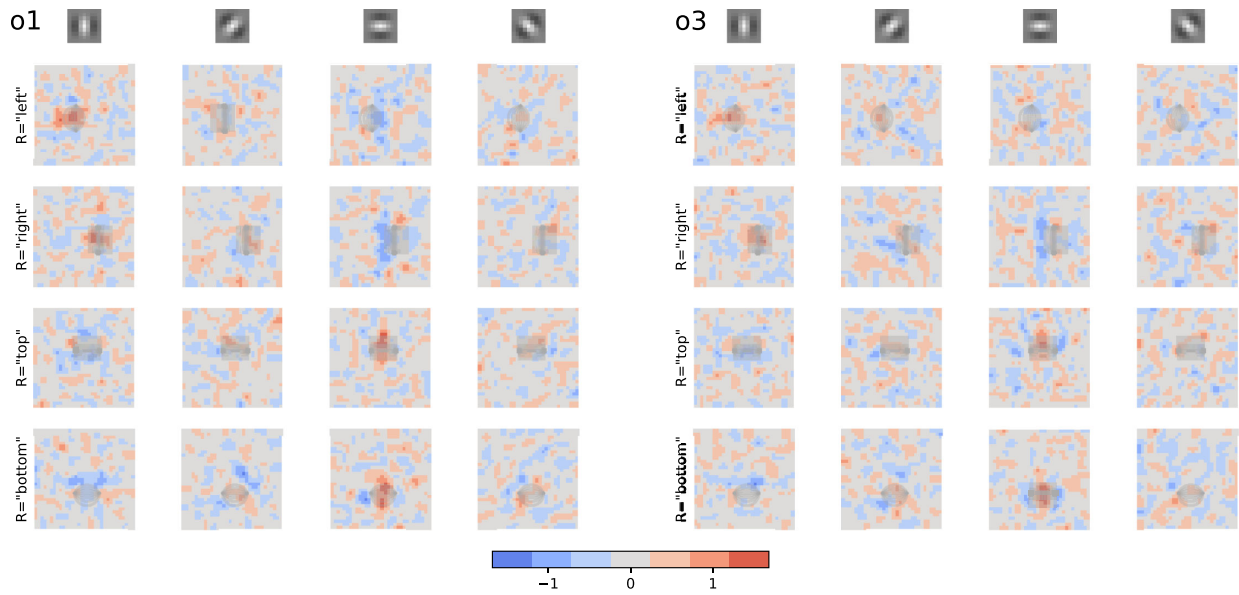 o1
o3
R="left"
R="left"
R="right"
R="right"
R="top"
R="top"
R="bottom"
R="bottom"
−1
0
1